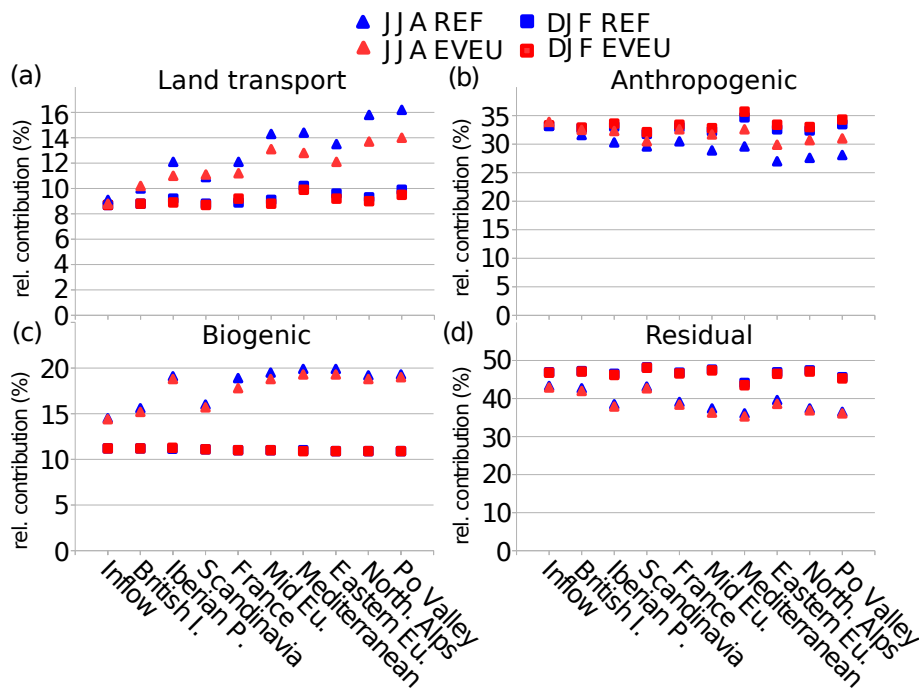 JJA REF
DJF REF
JJA EVEU
DJF EVEU
(a)
Land transport
rel. contribution (%)
16
14
12
10
8
6
4
2
0
(b)
Anthropogenic
rel. contribution (%)
35
30
25
20
15
30
35
0
(c)
Biogenic
rel. contribution (%)
20
15
10
5
0
Inflow
British I.
Iberian P.
Scandinavia
France
Mid Eu.
Mediterranean
Eastern Eu.
North. Alps
Po Valley
(d)
Residual
rel. contribution (%)
50
40
30
20
10
0
Inflow
British I.
Iberian P.
Scandinavia
France
Mid Eu.
Mediterranean
Eastern Eu.
North. Alps
Po Valley